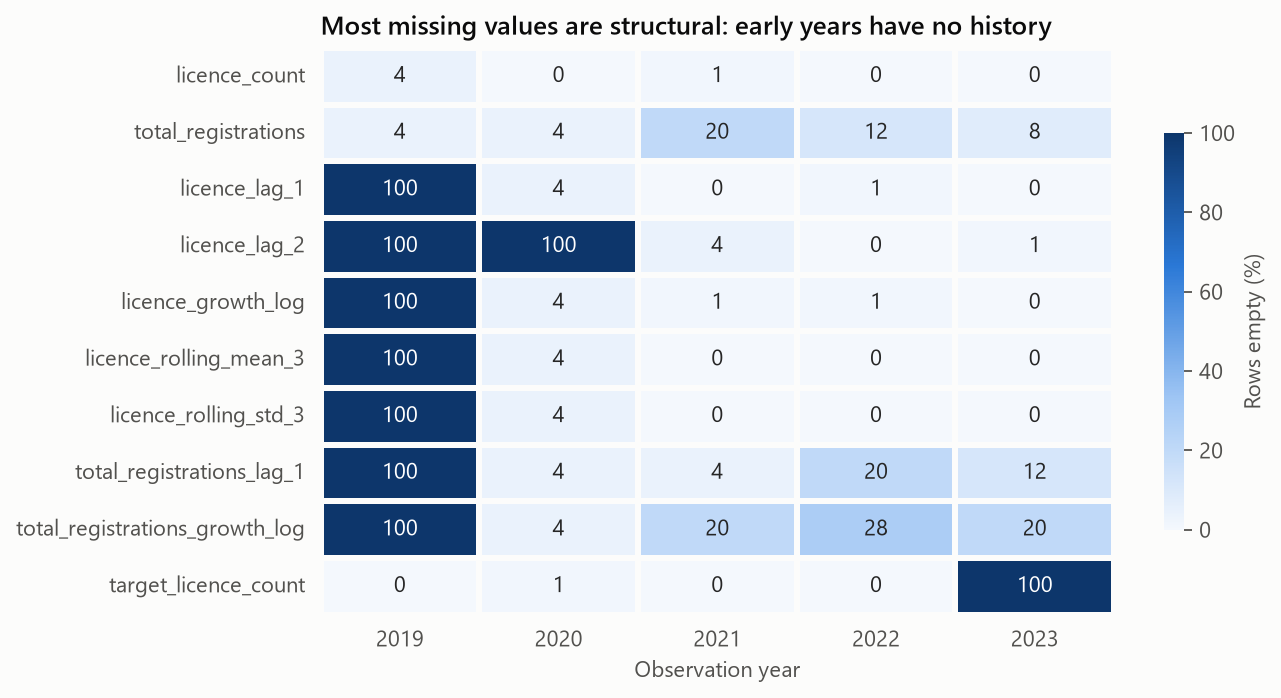 Most missing values are structural: early years have no history
licence_count 4 0 1 0 0
total_registrations 4 4 20 12 8
licence_lag_1 100 4 0 1 0
licence_lag_2 100 100 4 0 1
licence_growth_log 100 4 1 1 0
licence_rolling_mean_3 100 4 0 0 0
licence_rolling_std_3 100 4 0 0 0
total_registrations_lag_1 100 4 4 20 12
total_registrations_growth_log 100 4 20 28 20
target_licence_count 0 1 0 0 100
2019 2020 2021 2022 2023
Observation year
100
80
60
40
20
0
Rows empty (%)